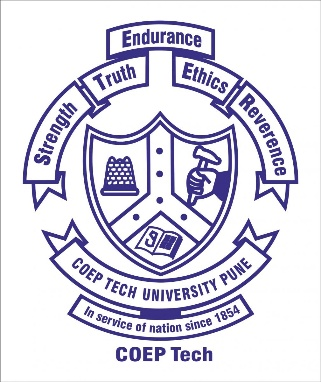 Endurance
Truth
Ethics
Strength
Reverence
COEP TECH UNIVERSITY PUNE
In service of nation since 1854
COEP Tech